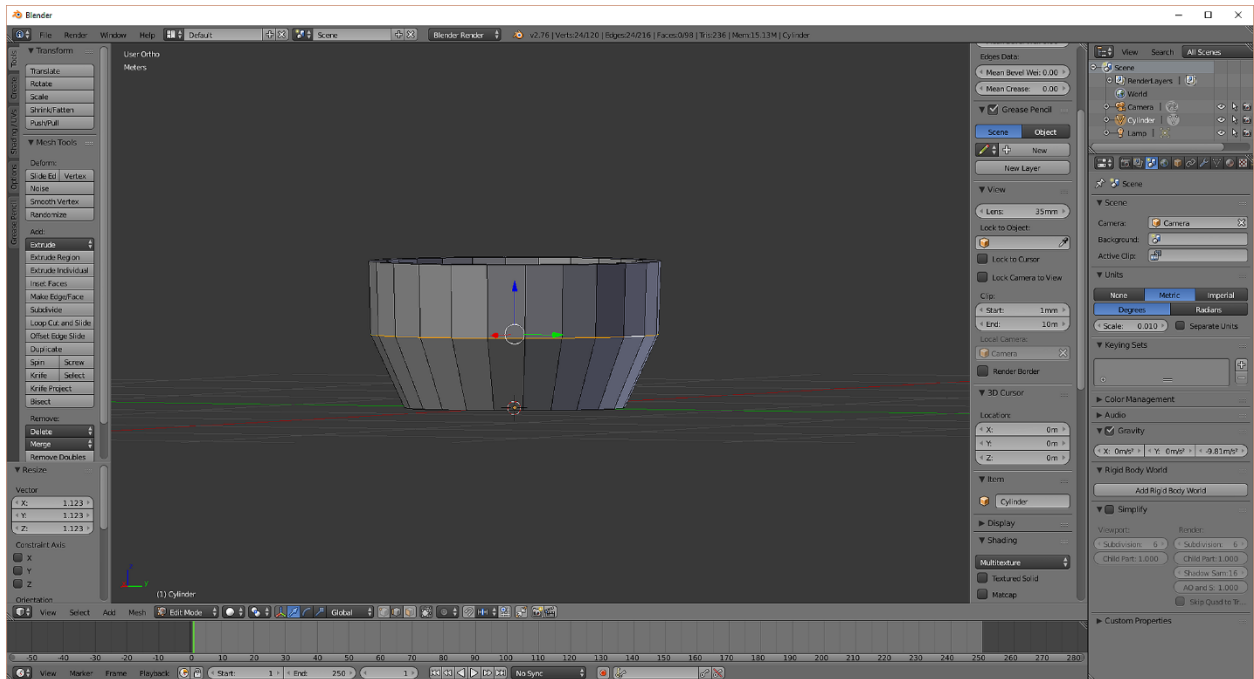 Blender
File Render Window Help Default Scene Blender Render v2.76 | Verts:24/120 | Edges:24/216 | Faces:0/98 | Tris:236 | Mem:15.13M | Cylinder
Tools
Create
Shading / UVs
Options
Grease Pencil
Transform
Translate
Rotate
Scale
Shrink/Fatten
Push/Pull
Mesh Tools
Deform:
Slide Ed Vertex
Noise
Smooth Vertex
Randomize
Add:
Extrude
Extrude Region
Extrude Individual
Inset Faces
Make Edge/Face
Subdivide
Loop Cut and Slide
Offset Edge Slide
Duplicate
Spin Screw
Knife Select
Knife Project
Bisect
Remove:
Delete
Merge
Remove Doubles
Resize
Vector
X: 1.123
Y: 1.123
Z: 1.123
Constraint Axis
X
Y
Z
Orientation
User Ortho
Meters
z
y
(1) Cylinder
Edges Data:
Mean Bevel Wei: 0.00
Mean Crease: 0.00
Grease Pencil
Scene Object
New
New Layer
View
Lens: 35mm
Lock to Object:
Lock to Cursor
Lock Camera to View
Clip:
Start: 1mm
End: 10m
Local Camera:
Camera
Render Border
3D Cursor
Location:
X: 0m
Y: 0m
Z: 0m
Item
Cylinder
Display
Shading
Multitexture
Textured Solid
Matcap
View Search All Scenes
Scene
RenderLayers
World
Camera
Cylinder
Lamp
Scene
Scene
Camera: Camera
Background:
Active Clip:
Units
None Metric Imperial
Degrees Radians
Scale: 0.010 Separate Units
Keying Sets
Color Management
Audio
Gravity
X: 0m/s² Y: 0m/s² -9.81m/s²
Rigid Body World
Add Rigid Body World
Simplify
Viewport: Render:
Subdivision: 6 Subdivision: 6
Child Part: 1.000 Child Part: 1.000
Shadow Sam: 16
AO and S: 1.000
Skip Quad to Tr...
Custom Properties
View Select Add Mesh Edit Mode Global
-50 -40 -30 -20 -10 0 10 20 30 40 50 60 70 80 90 100 110 120 130 140 150 160 170 180 190 200 210 220 230 240 250 260 270 280
View Marker Frame Playback Start: 1 End: 250 1 No Sync